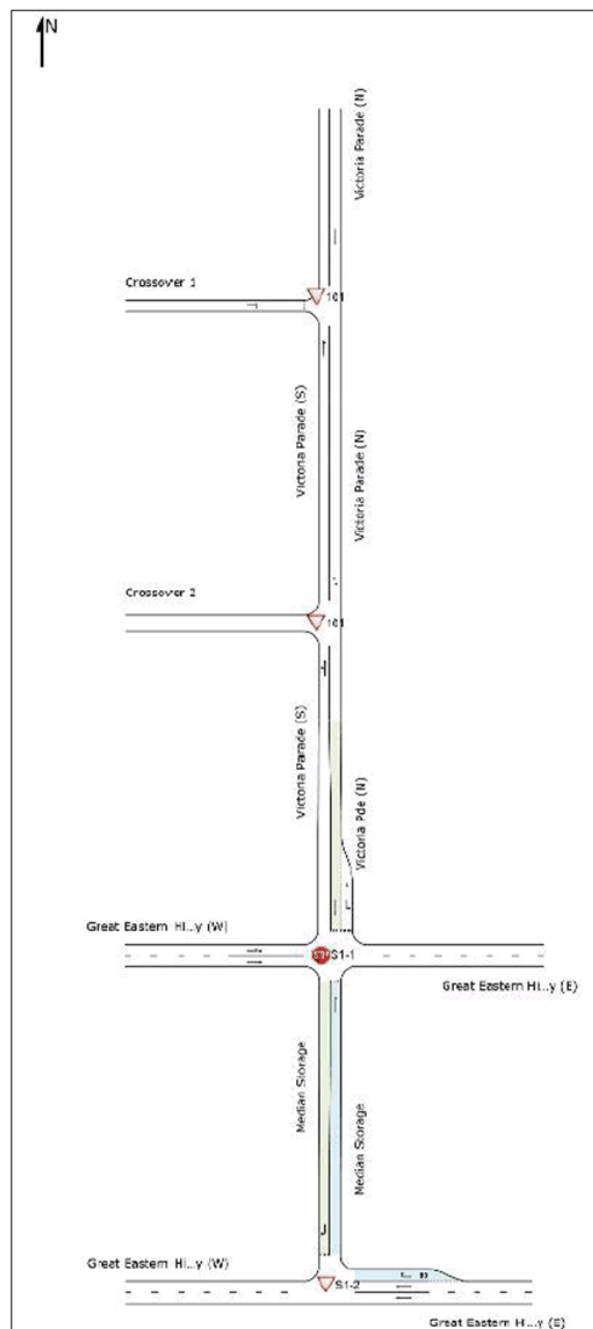 N
Victoria Parade (N)
Crossover 1
101
Victoria Parade (S)
Victoria Parade (N)
Crossover 2
101
Victoria Parade (S)
Victoria Pde (N)
Great Eastern Hi...y (W)
S1-1
Great Eastern Hi...y (E)
Median Storage
Median Storage
Great Eastern Hi...y (W)
S1-2
Great Eastern Hi...y (E)